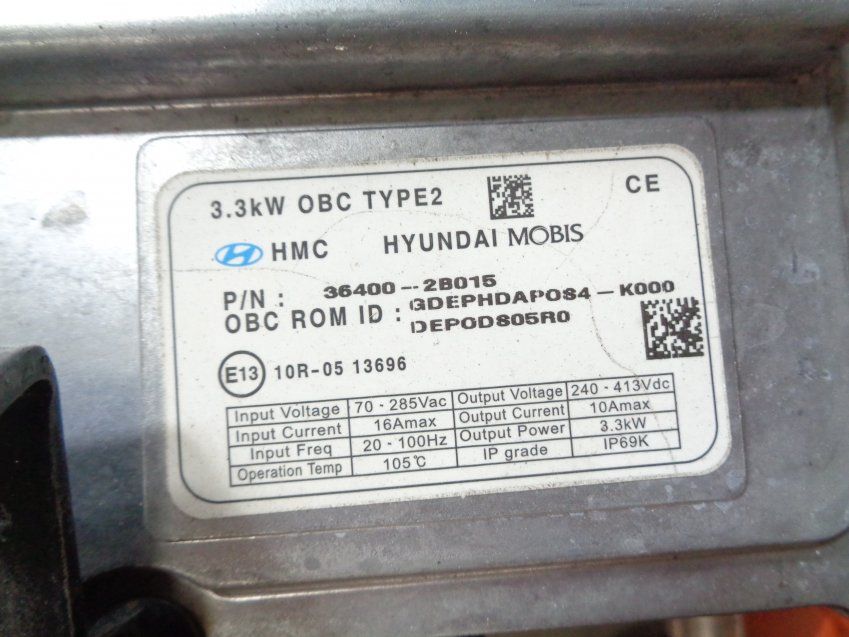 3.3kW OBC TYPE2
CE
HMC HYUNDAI MOBIS
P/N : 36400-2B015
OBC ROM ID : GDEPHDAP084-K000
DEP0D805R0
E13 10R-05 13696
Input Voltage 70 - 285Vac Output Voltage 240 - 413Vdc
Input Current 16Amax Output Current 10Amax
Input Freq 20 - 100Hz Output Power 3.3kW
Operation Temp 105℃ IP grade IP69K